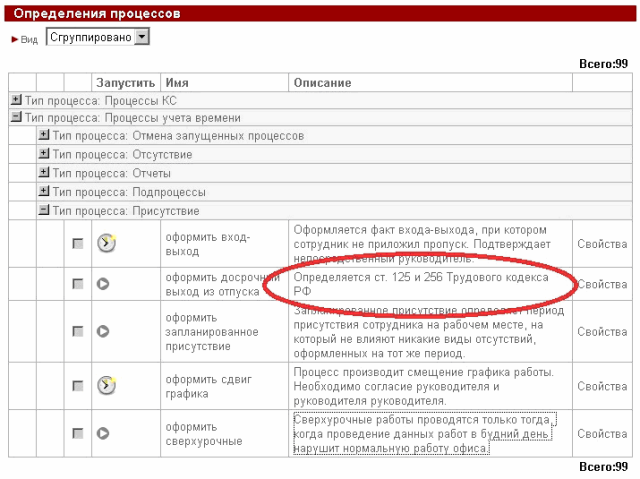 Определения процессов
Вид Сгруппировано
Всего:99
Запустить Имя Описание
Тип процесса: Процессы КС
Тип процесса: Процессы учета времени
Тип процесса: Отмена запущенных процессов
Тип процесса: Отсутствие
Тип процесса: Отчеты
Тип процесса: Подпроцессы
Тип процесса: Присутствие
оформить вход-
выход
Оформляется факт входа-выхода, при котором
сотрудник не приложил пропуск. Подтверждает
непосредственный руководитель.
Свойства
оформить досрочный
выход из отпуска
Определяется ст. 125 и 256 Трудового кодекса
РФ
Свойства
оформить
запланированное
присутствие
Запланированное присутствие определяет период
присутствия сотрудника на рабочем месте, на
который не влияют никакие виды отсутствий,
оформленных на тот же период.
Свойства
оформить сдвиг
графика
Процесс производит смещение графика работы.
Необходимо согласие руководителя и
руководителя руководителя.
Свойства
оформить
сверхурочные
Сверхурочные работы проводятся только тогда,
когда проведение данных работ в будний день
нарушит нормальную работу офиса.
Свойства
Всего:99